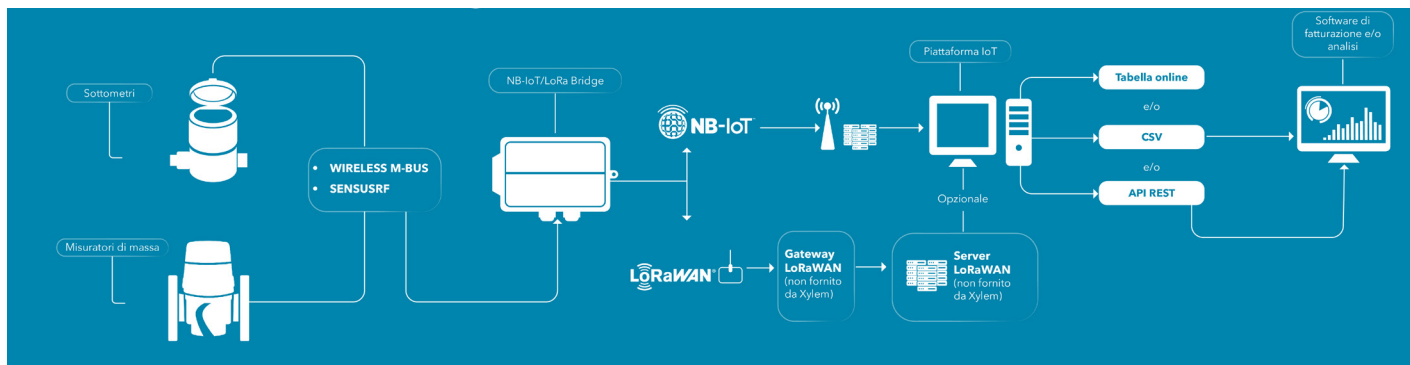 Sottometri
Misuratori di massa
• WIRELESS M-BUS
• SENSUSRF
NB-IoT/LoRa Bridge
NB-IoT™
LoRaWAN®
Gateway
LoRaWAN
(non fornito
da Xylem)
Piattaforma IoT
Opzionale
Server
LoRaWAN
(non fornito
da Xylem)
Tabella online
e/o
CSV
e/o
API REST
Software di
fatturazione e/o
analisi